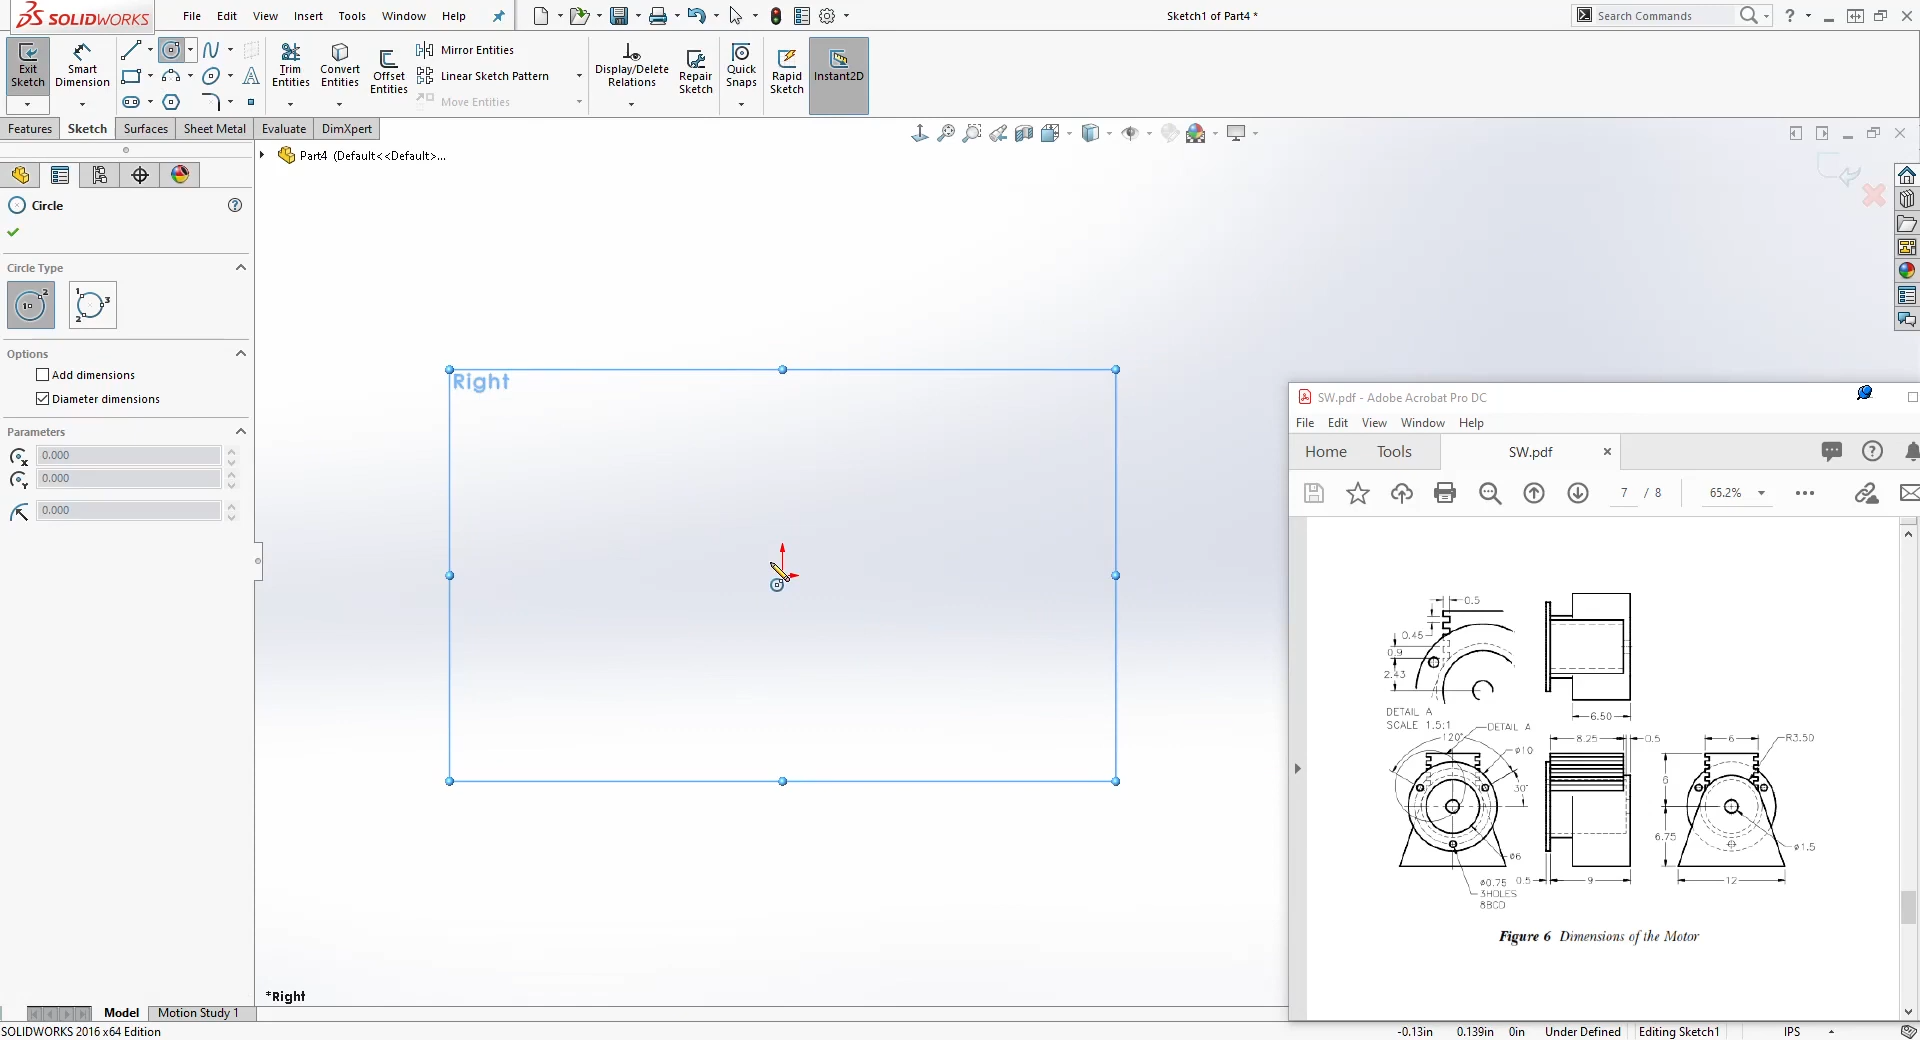 SOLIDWORKS
File Edit View Insert Tools Window Help
Sketch1 of Part4 *
Search Commands
Exit Sketch
Smart Dimension
Trim Entities
Convert Entities
Offset Entities
Mirror Entities
Linear Sketch Pattern
Move Entities
Display/Delete Relations
Repair Sketch
Quick Snaps
Rapid Sketch
Instant2D
Features Sketch Surfaces Sheet Metal Evaluate DimXpert
Part4 (Default<<Default>...
Circle
Circle Type
Options
Add dimensions
Diameter dimensions
Parameters
0.000
0.000
0.000
Right
SW.pdf - Adobe Acrobat Pro DC
File Edit View Window Help
Home Tools SW.pdf
7 / 8 65.2%
0.5
0.45
0.9
2.43
DETAIL A
SCALE 1.5:1
6.50
DETAIL A
120°
ø10
30°
8.25 0.5
6 R3.50
6
6.75
ø6
ø0.75
3HOLES
8BCD
0.5 9
ø1.5
12
Figure 6 Dimensions of the Motor
*Right
Model Motion Study 1
SOLIDWORKS 2016 x64 Edition
-0.13in 0.139in 0in Under Defined Editing Sketch1 IPS